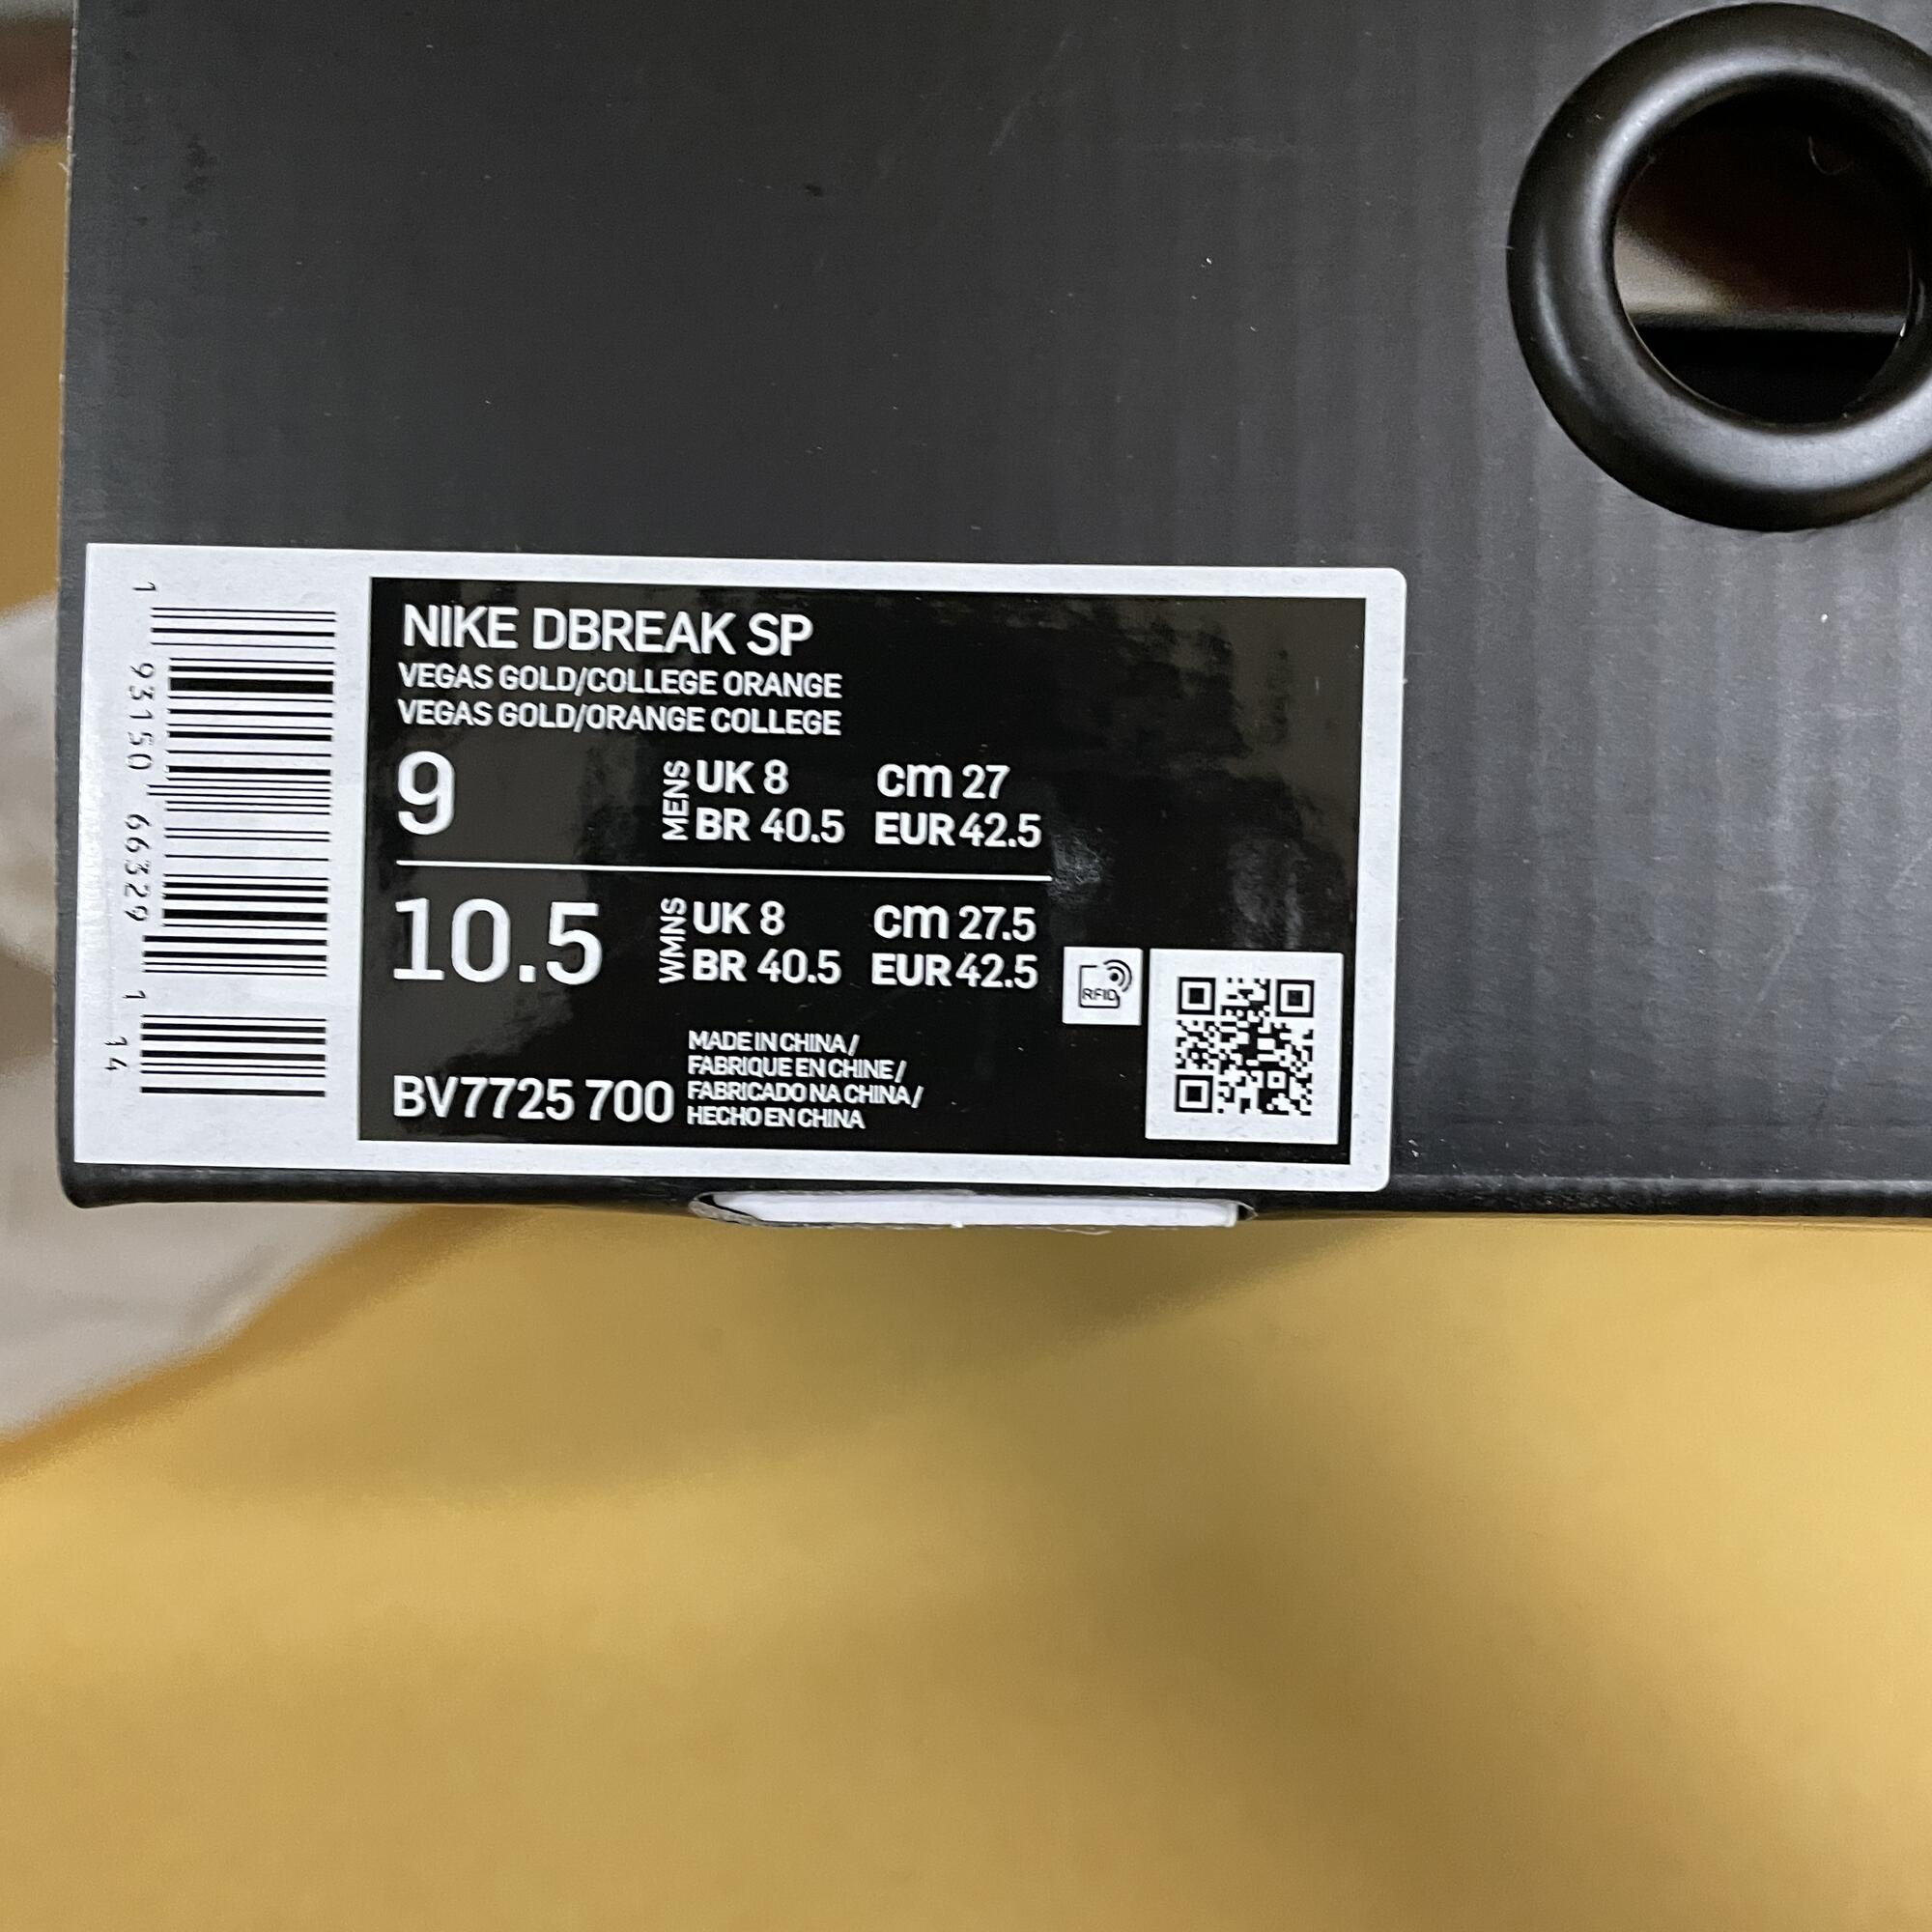 NIKE DBREAK SP
VEGAS GOLD/COLLEGE ORANGE
VEGAS GOLD/ORANGE COLLEGE
9
MENS
UK 8 cm 27
BR 40.5 EUR 42.5
10.5
WMNS
UK 8 cm 27.5
BR 40.5 EUR 42.5
RFID
BV7725 700
MADE IN CHINA/
FABRIQUE EN CHINE/
FABRICADO NA CHINA/
HECHO EN CHINA
1 93150 66329 1 14